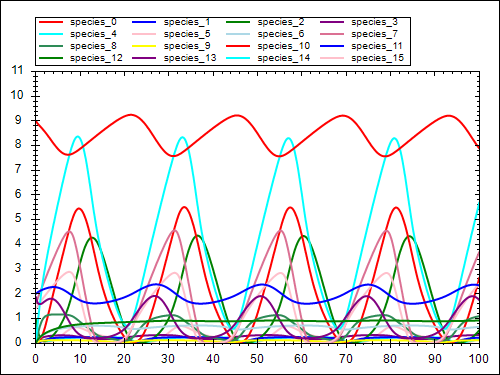 species_0 species_1 species_2 species_3
species_4 species_5 species_6 species_7
species_8 species_9 species_10 species_11
species_12 species_13 species_14 species_15
11
10
9
8
7
6
5
4
3
2
1
0
0 10 20 30 40 50 60 70 80 90 100